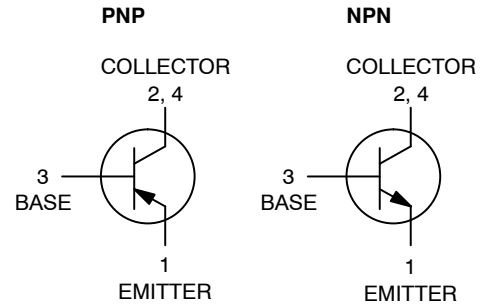 PNP
COLLECTOR
2, 4
3
BASE
1
EMITTER
NPN
COLLECTOR
2, 4
3
BASE
1
EMITTER